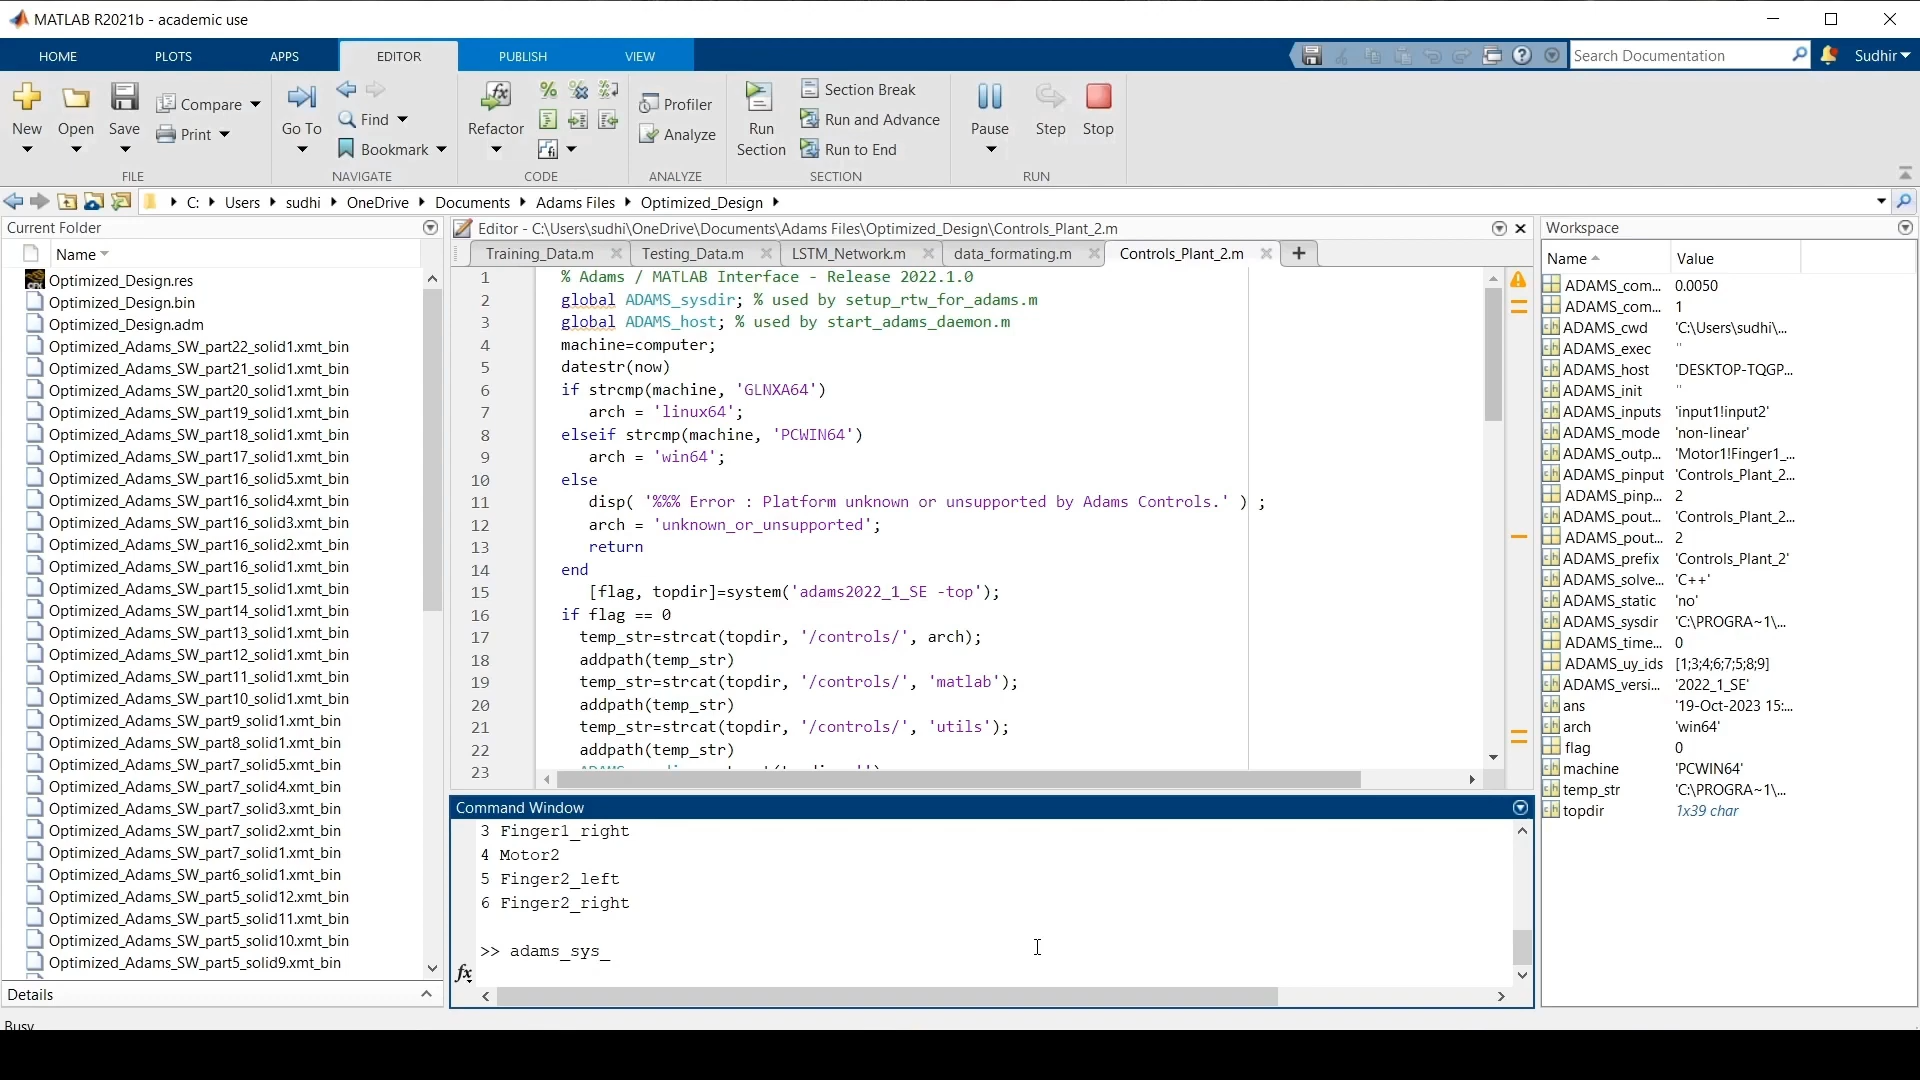 MATLAB R2021b - academic use
HOME PLOTS APPS EDITOR PUBLISH VIEW Search Documentation Sudhir
New Open Save Compare Print Go To Find Bookmark Refactor Profiler Analyze Run Section Section Break Run and Advance Run to End Pause Step Stop
FILE NAVIGATE CODE ANALYZE SECTION RUN
C: Users sudhi OneDrive Documents Adams Files Optimized_Design
Current Folder
Name
Optimized_Design.res
Optimized_Design.bin
Optimized_Design.adm
Optimized_Adams_SW_part22_solid1.xmt_bin
Optimized_Adams_SW_part21_solid1.xmt_bin
Optimized_Adams_SW_part20_solid1.xmt_bin
Optimized_Adams_SW_part19_solid1.xmt_bin
Optimized_Adams_SW_part18_solid1.xmt_bin
Optimized_Adams_SW_part17_solid1.xmt_bin
Optimized_Adams_SW_part16_solid5.xmt_bin
Optimized_Adams_SW_part16_solid4.xmt_bin
Optimized_Adams_SW_part16_solid3.xmt_bin
Optimized_Adams_SW_part16_solid2.xmt_bin
Optimized_Adams_SW_part16_solid1.xmt_bin
Optimized_Adams_SW_part15_solid1.xmt_bin
Optimized_Adams_SW_part14_solid1.xmt_bin
Optimized_Adams_SW_part13_solid1.xmt_bin
Optimized_Adams_SW_part12_solid1.xmt_bin
Optimized_Adams_SW_part11_solid1.xmt_bin
Optimized_Adams_SW_part10_solid1.xmt_bin
Optimized_Adams_SW_part9_solid1.xmt_bin
Optimized_Adams_SW_part8_solid1.xmt_bin
Optimized_Adams_SW_part7_solid5.xmt_bin
Optimized_Adams_SW_part7_solid4.xmt_bin
Optimized_Adams_SW_part7_solid3.xmt_bin
Optimized_Adams_SW_part7_solid2.xmt_bin
Optimized_Adams_SW_part7_solid1.xmt_bin
Optimized_Adams_SW_part6_solid1.xmt_bin
Optimized_Adams_SW_part5_solid12.xmt_bin
Optimized_Adams_SW_part5_solid11.xmt_bin
Optimized_Adams_SW_part5_solid10.xmt_bin
Optimized_Adams_SW_part5_solid9.xmt_bin
Details
Busy
Editor - C:\Users\sudhi\OneDrive\Documents\Adams Files\Optimized_Design\Controls_Plant_2.m
Training_Data.m Testing_Data.m LSTM_Network.m data_formating.m Controls_Plant_2.m
1 % Adams / MATLAB Interface - Release 2022.1.0
2 global ADAMS_sysdir; % used by setup_rtw_for_adams.m
3 global ADAMS_host; % used by start_adams_daemon.m
4 machine=computer;
5 datestr(now)
6 if strcmp(machine, 'GLNXA64')
7 arch = 'linux64';
8 elseif strcmp(machine, 'PCWIN64')
9 arch = 'win64';
10 else
11 disp( '%%% Error : Platform unknown or unsupported by Adams Controls.' ) ;
12 arch = 'unknown_or_unsupported';
13 return
14 end
15 [flag, topdir]=system('adams2022_1_SE -top');
16 if flag == 0
17 temp_str=strcat(topdir, '/controls/', arch);
18 addpath(temp_str)
19 temp_str=strcat(topdir, '/controls/', 'matlab');
20 addpath(temp_str)
21 temp_str=strcat(topdir, '/controls/', 'utils');
22 addpath(temp_str)
23
Command Window
3 Finger1_right
4 Motor2
5 Finger2_left
6 Finger2_right
>> adams_sys_
fx
Workspace
Name Value
ADAMS_com... 0.0050
ADAMS_com... 1
ADAMS_cwd 'C:\Users\sudhi\...
ADAMS_exec ''
ADAMS_host 'DESKTOP-TQGP...
ADAMS_init ''
ADAMS_inputs 'input1!input2'
ADAMS_mode 'non-linear'
ADAMS_outp... 'Motor1!Finger1_...
ADAMS_pinput 'Controls_Plant_2...
ADAMS_pinp... 2
ADAMS_pout... 'Controls_Plant_2...
ADAMS_pout... 2
ADAMS_prefix 'Controls_Plant_2'
ADAMS_solve... 'C++'
ADAMS_static 'no'
ADAMS_sysdir 'C:\PROGRA~1\...
ADAMS_time... 0
ADAMS_uy_ids [1;3;4;6;7;5;8;9]
ADAMS_versi... '2022_1_SE'
ans '19-Oct-2023 15:...
arch 'win64'
flag 0
machine 'PCWIN64'
temp_str 'C:\PROGRA~1\...
topdir 1x39 char